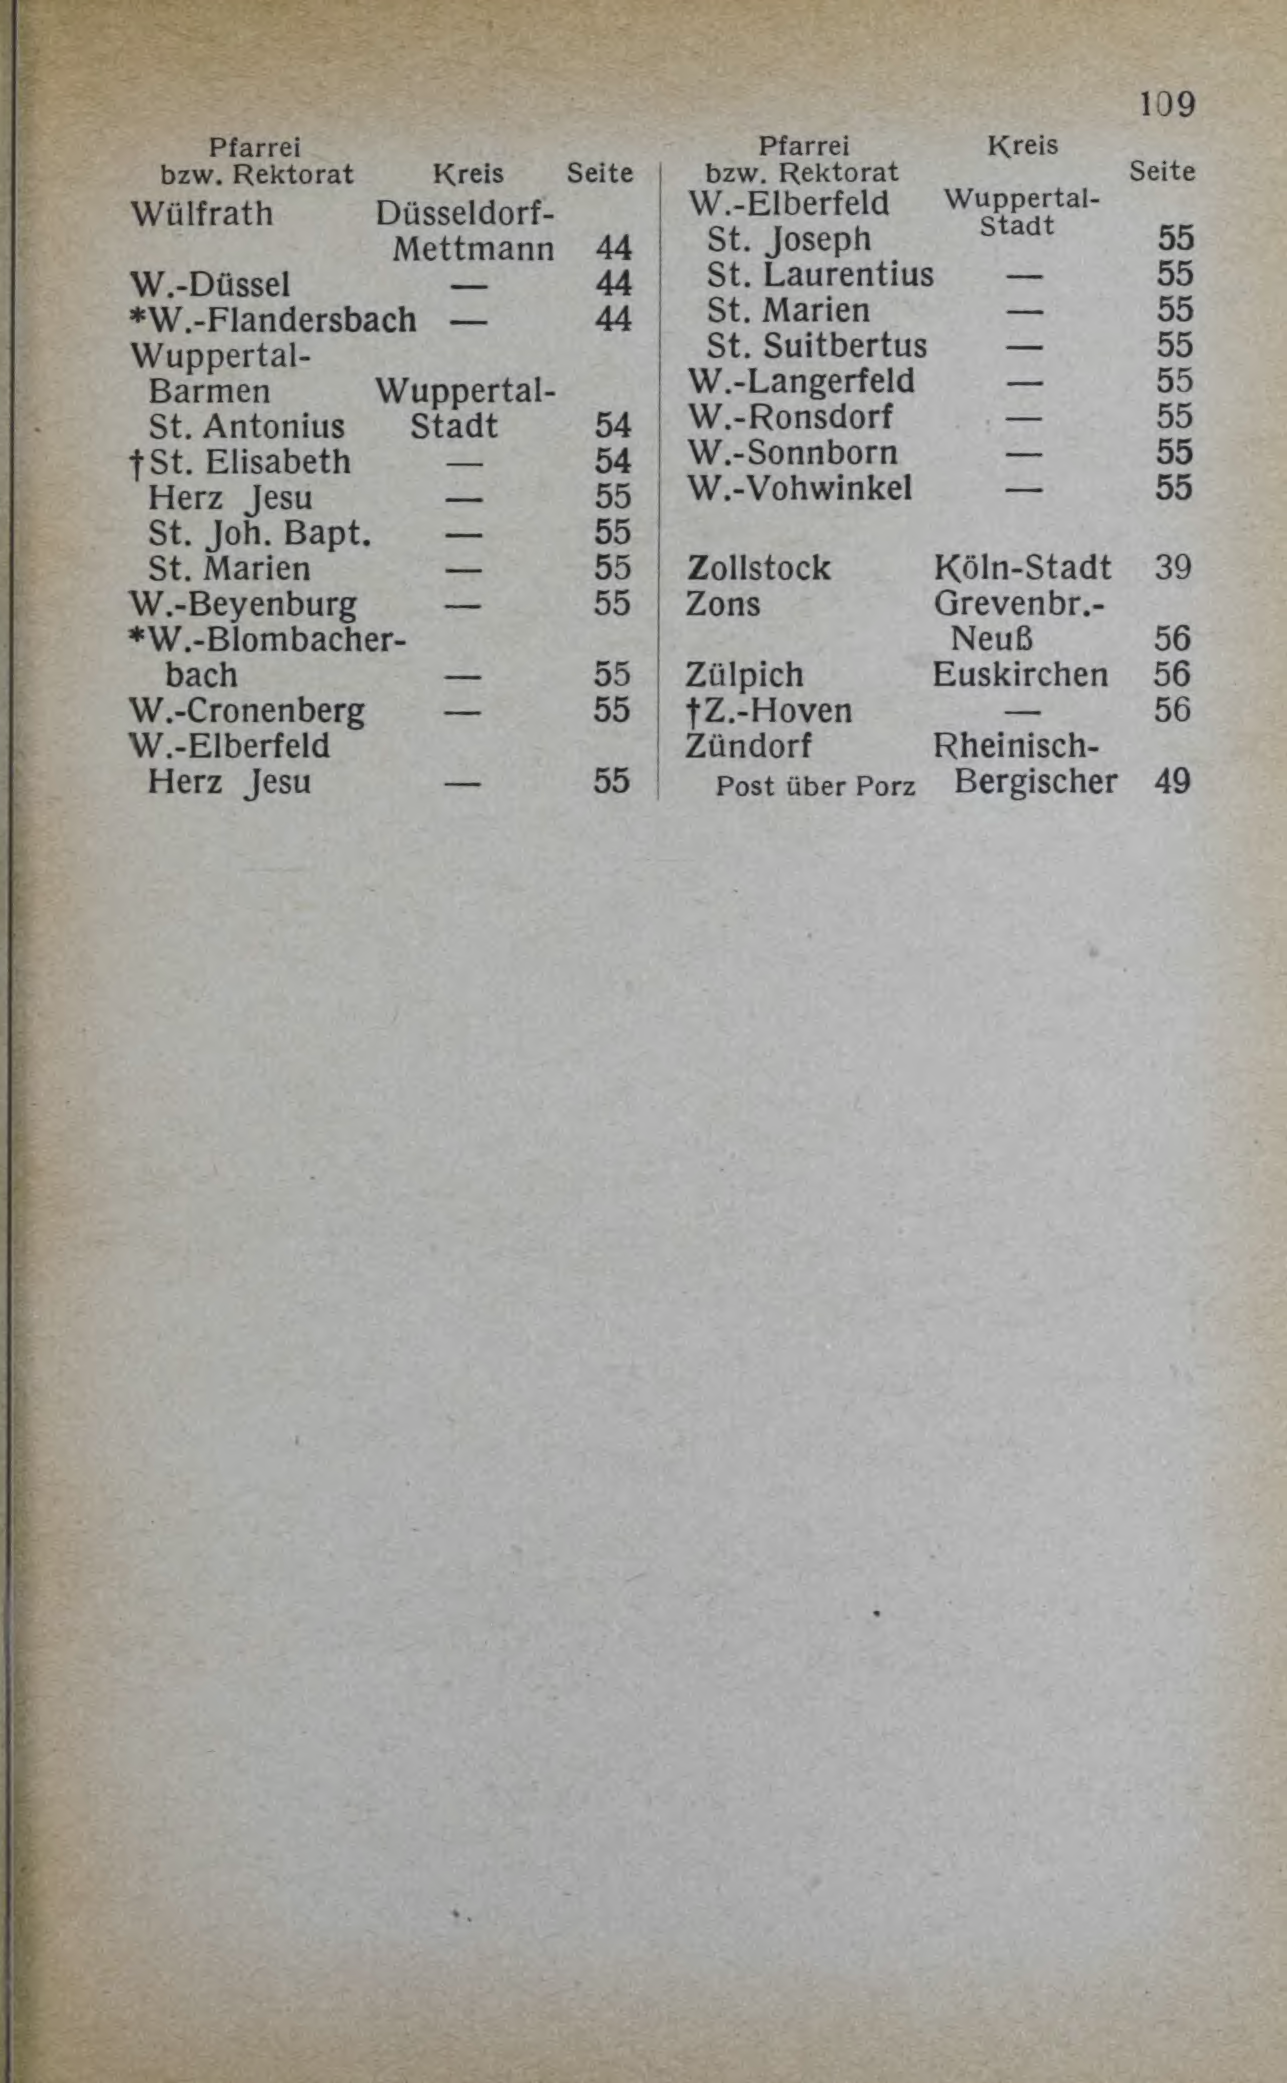 109
Pfarrei
bzw. Rektorat Kreis Seite
Wülfrath Düsseldorf-
Mettmann 44
W.-Düssel — 44
*W.-Flandersbach — 44
Wuppertal-
Barmen Wuppertal-
St. Antonius Stadt 54
†St. Elisabeth — 54
Herz Jesu — 55
St. Joh. Bapt. — 55
St. Marien — 55
W.-Beyenburg — 55
*W.-Blombacher-
bach — 55
W.-Cronenberg — 55
W.-Elberfeld
Herz Jesu — 55
Pfarrei Kreis
bzw. Rektorat Seite
W.-Elberfeld Wuppertal-
St. Joseph Stadt 55
St. Laurentius — 55
St. Marien — 55
St. Suitbertus — 55
W.-Langerfeld — 55
W.-Ronsdorf — 55
W.-Sonnborn — 55
W.-Vohwinkel — 55
Zollstock Köln-Stadt 39
Zons Grevenbr.-
Neuß 56
Zülpich Euskirchen 56
†Z.-Hoven — 56
Zündorf Rheinisch-
Post über Porz Bergischer 49